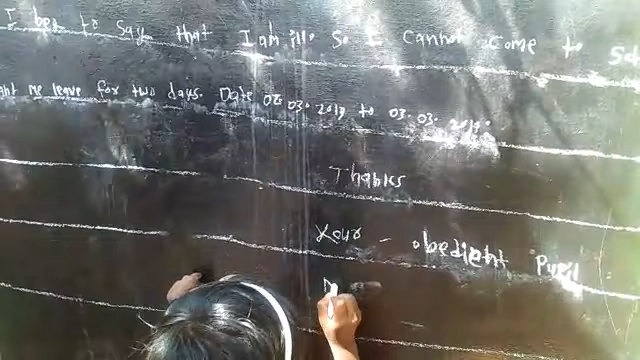 I beg to say that I am ill. So I cannot come to
me leave for two days. Date 02.03.2019 to 03.03.2019.
Thanks
Your - obedient Pupil